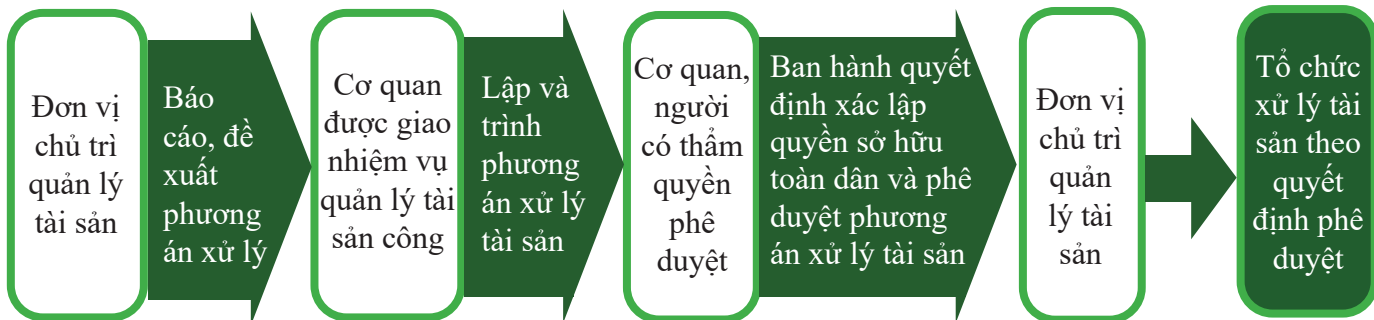 Đơn vị
chủ trì
quản lý
tài sản
Báo
cáo, đề
xuất
phương
án xử lý
Cơ quan
được giao
nhiệm vụ
quản lý tài
sản công
Lập và
trình
phương
án xử lý
tài sản
Cơ quan,
người
có thẩm
quyền
phê
duyệt
Ban hành quyết
định xác lập
quyền sở hữu
toàn dân và phê
duyệt phương
án xử lý tài sản
Đơn vị
chủ trì
quản
lý tài
sản
Tổ chức
xử lý tài
sản theo
quyết
định phê
duyệt